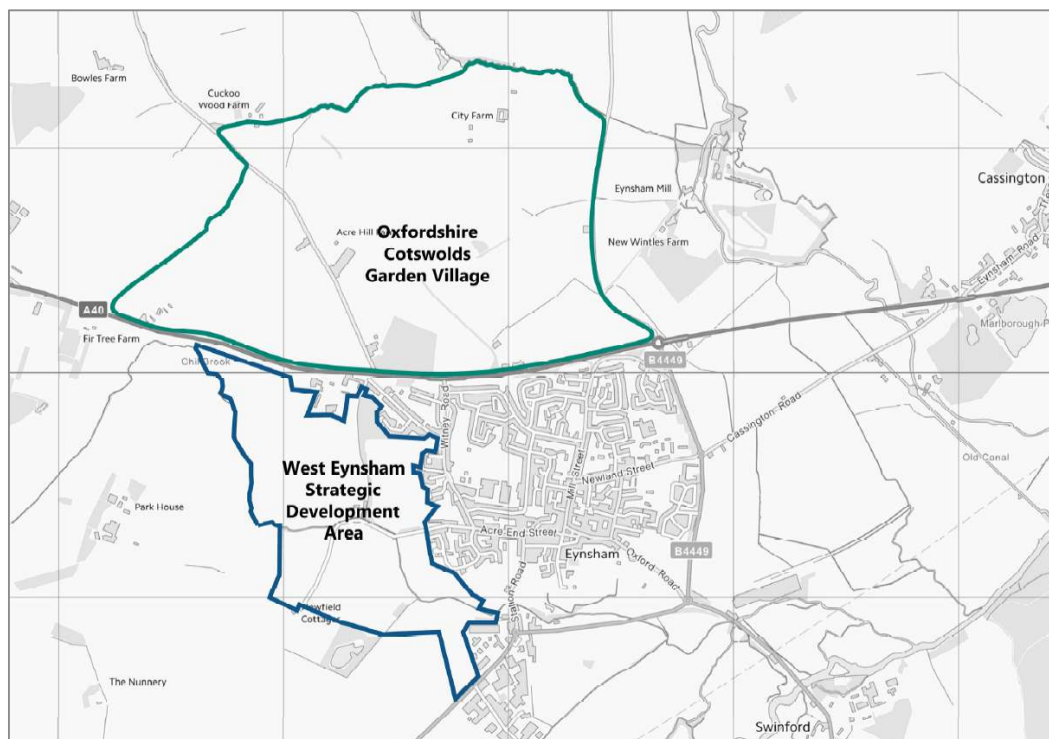 Bowles Farm
Cuckoo
Wood Farm
City Farm
Eynsham Mill
Cassington
Acre Hill
Oxfordshire
Cotswolds
Garden Village
New Wintles Farm
Eynsham Road
A40
Fir Tree Farm
Marlborough
B4449
Witney Road
Cassington Road
West Eynsham
Strategic
Development
Area
Mill Street
Newland Street
Old Canal
Park House
Acre End Street
Eynsham
Oxford Road
B4449
Station Road
Cottages
The Nunnery
Swinford